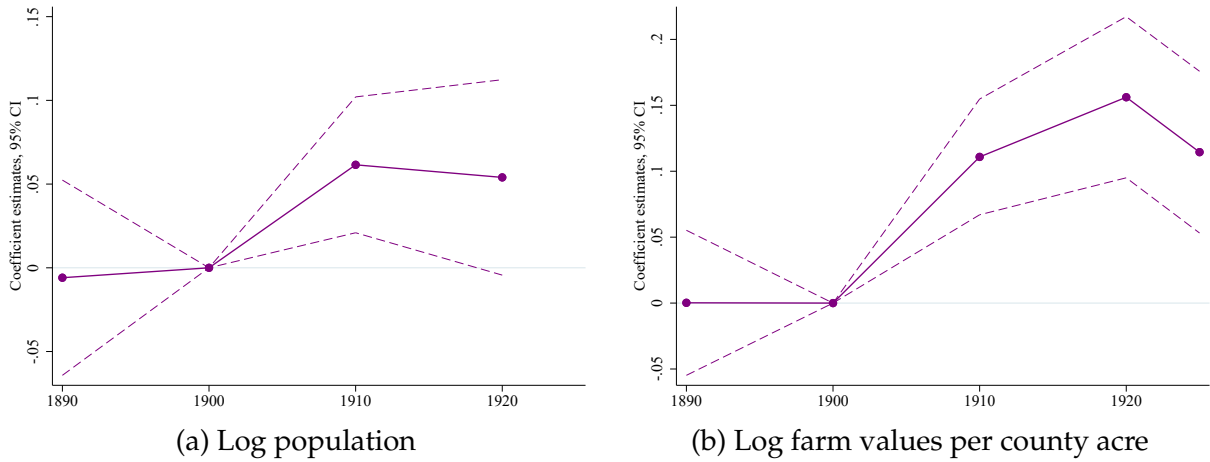 Coefficient estimates, 95% CI
.15
.1
.05
0
-.05
1890 1900 1910 1920
(a) Log population
Coefficient estimates, 95% CI
.2
.15
.1
.05
0
-.05
1890 1900 1910 1920
(b) Log farm values per county acre